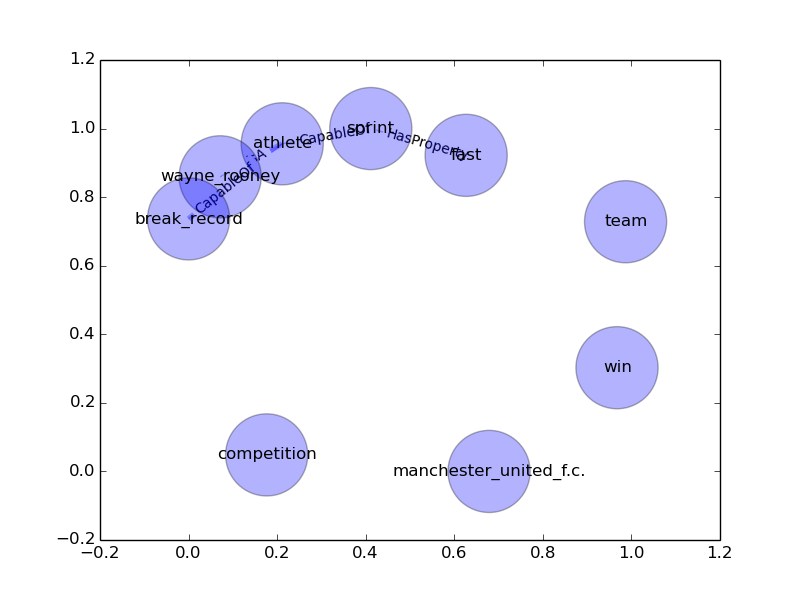 1.2
1.0
0.8
0.6
0.4
0.2
0.0
−0.2
−0.2
0.0
0.2
0.4
0.6
0.8
1.0
1.2
sprint
athlete
CapableOf
HasProperty
fast
wayne_rooney
CapableOf
break_record
team
win
competition
manchester_united_f.c.